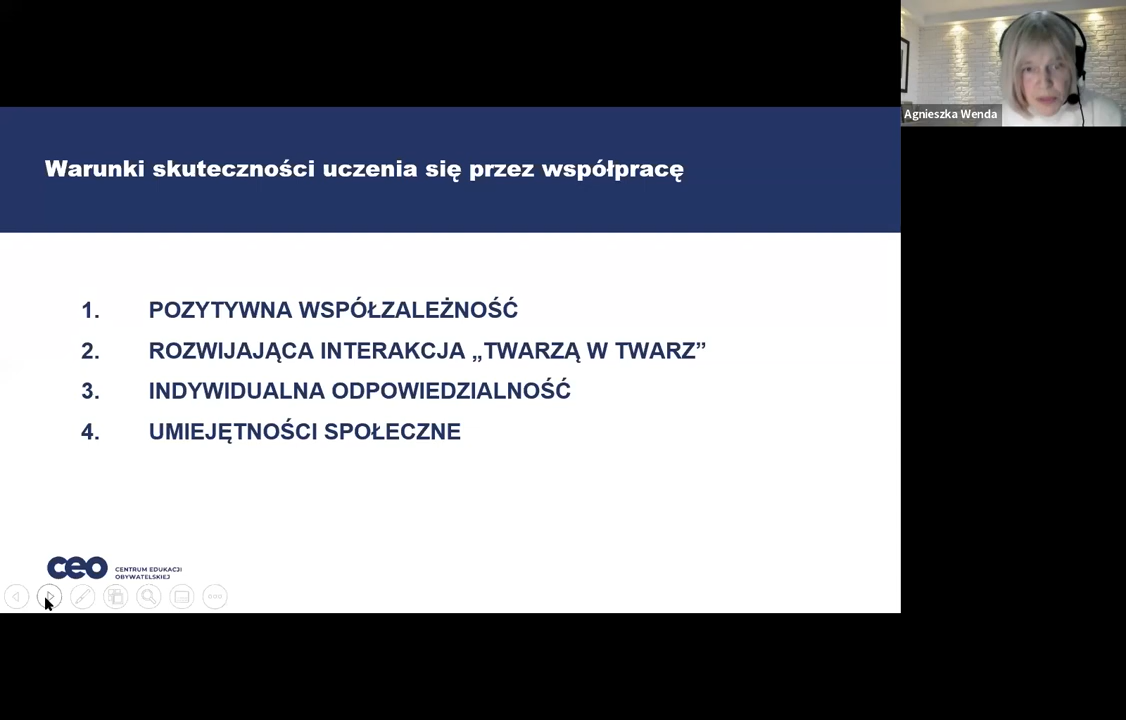 Agnieszka Wenda
Warunki skuteczności uczenia się przez współpracę
1. POZYTYWNA WSPÓŁZALEŻNOŚĆ
2. ROZWIJAJĄCA INTERAKCJA „TWARZĄ W TWARZ”
3. INDYWIDUALNA ODPOWIEDZIALNOŚĆ
4. UMIEJĘTNOŚCI SPOŁECZNE
ceo CENTRUM EDUKACJI
OBYWATELSKIEJ